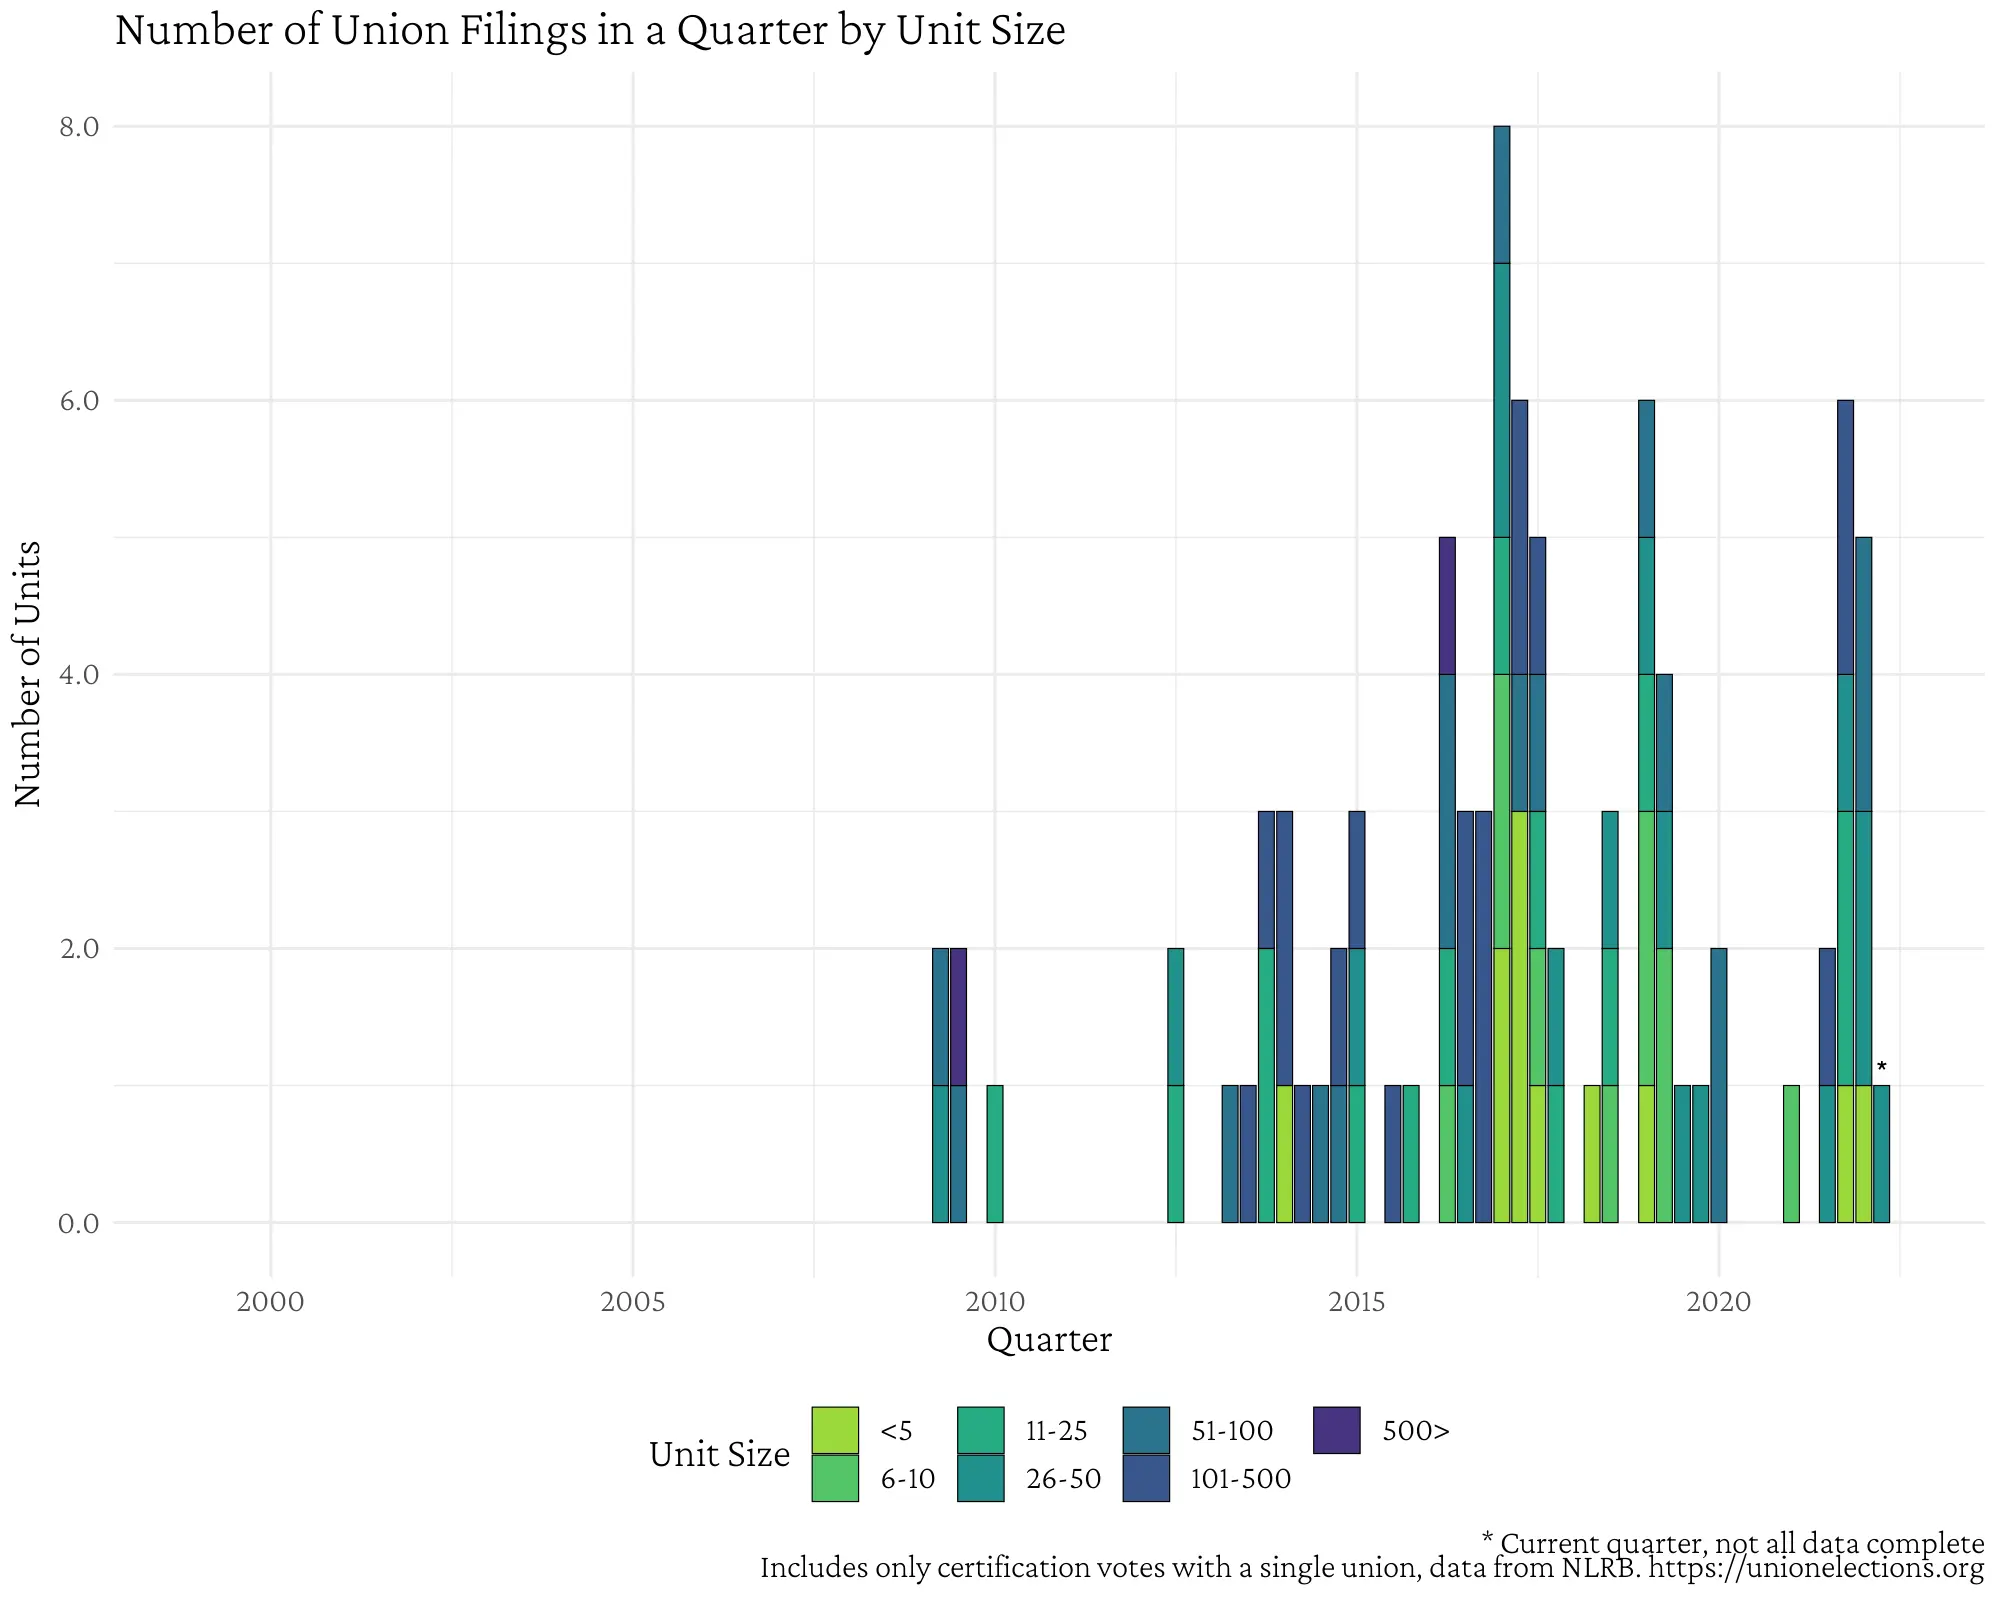 Number of Union Filings in a Quarter by Unit Size
8.0
6.0
4.0
2.0
0.0
Number of Units
2000 2005 2010 2015 2020
Quarter
*
Unit Size
<5 11-25 51-100 500>
6-10 26-50 101-500
* Current quarter, not all data complete
Includes only certification votes with a single union, data from NLRB. https://unionelections.org